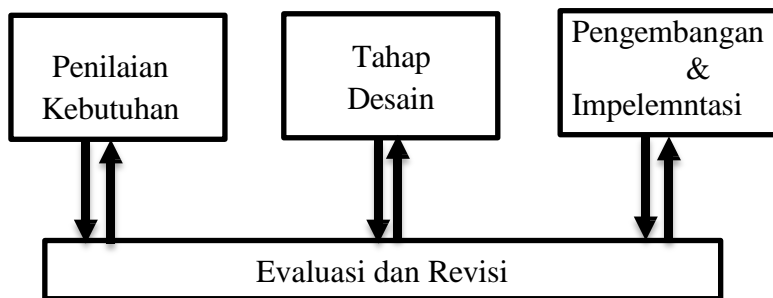 Penilaian
Kebutuhan
Tahap
Desain
Pengembangan
&
Impelemntasi
Evaluasi dan Revisi